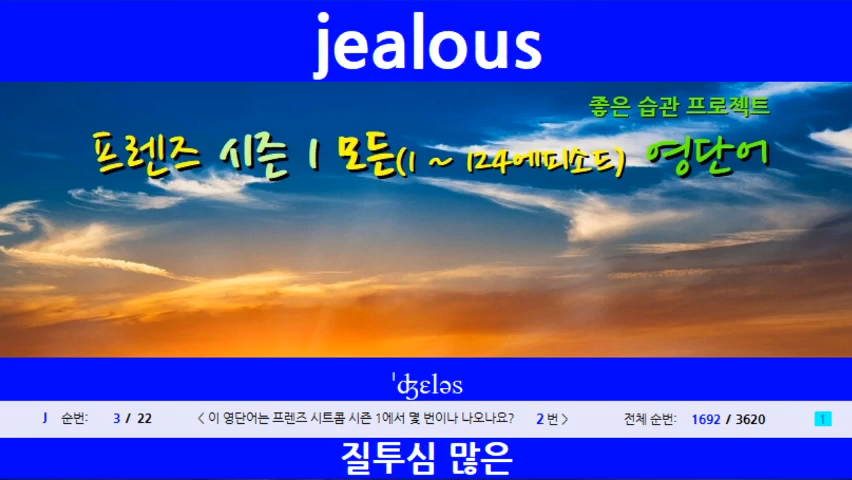 jealous
좋은 습관 프로젝트
프렌즈 시즌 1 모든(1 ~ 124에피소드) 영단어
ˈʤɛləs
J 순번: 3 / 22 < 이 영단어는 프렌즈 시트콤 시즌 1에서 몇 번이나 나오나요? 2 번 > 전체 순번: 1692 / 3620 1
질투심 많은